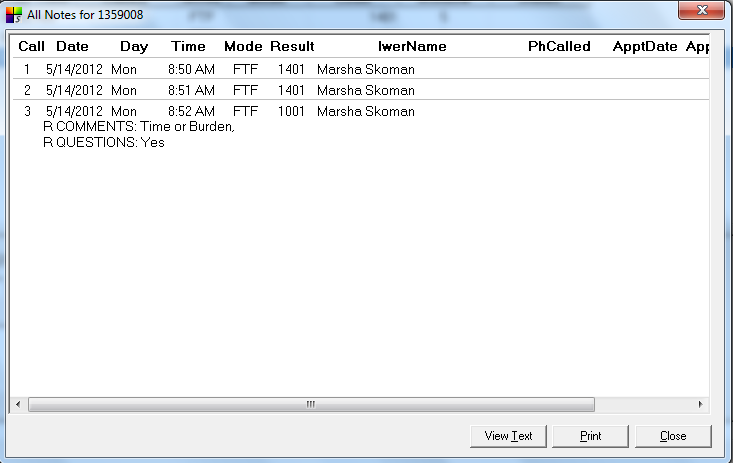 All Notes for 1359008
Call Date Day Time Mode Result IwerName PhCalled ApptDate App
1 5/14/2012 Mon 8:50 AM FTF 1401 Marsha Skoman
2 5/14/2012 Mon 8:51 AM FTF 1401 Marsha Skoman
3 5/14/2012 Mon 8:52 AM FTF 1001 Marsha Skoman
R COMMENTS: Time or Burden,
R QUESTIONS: Yes
View Text Print Close